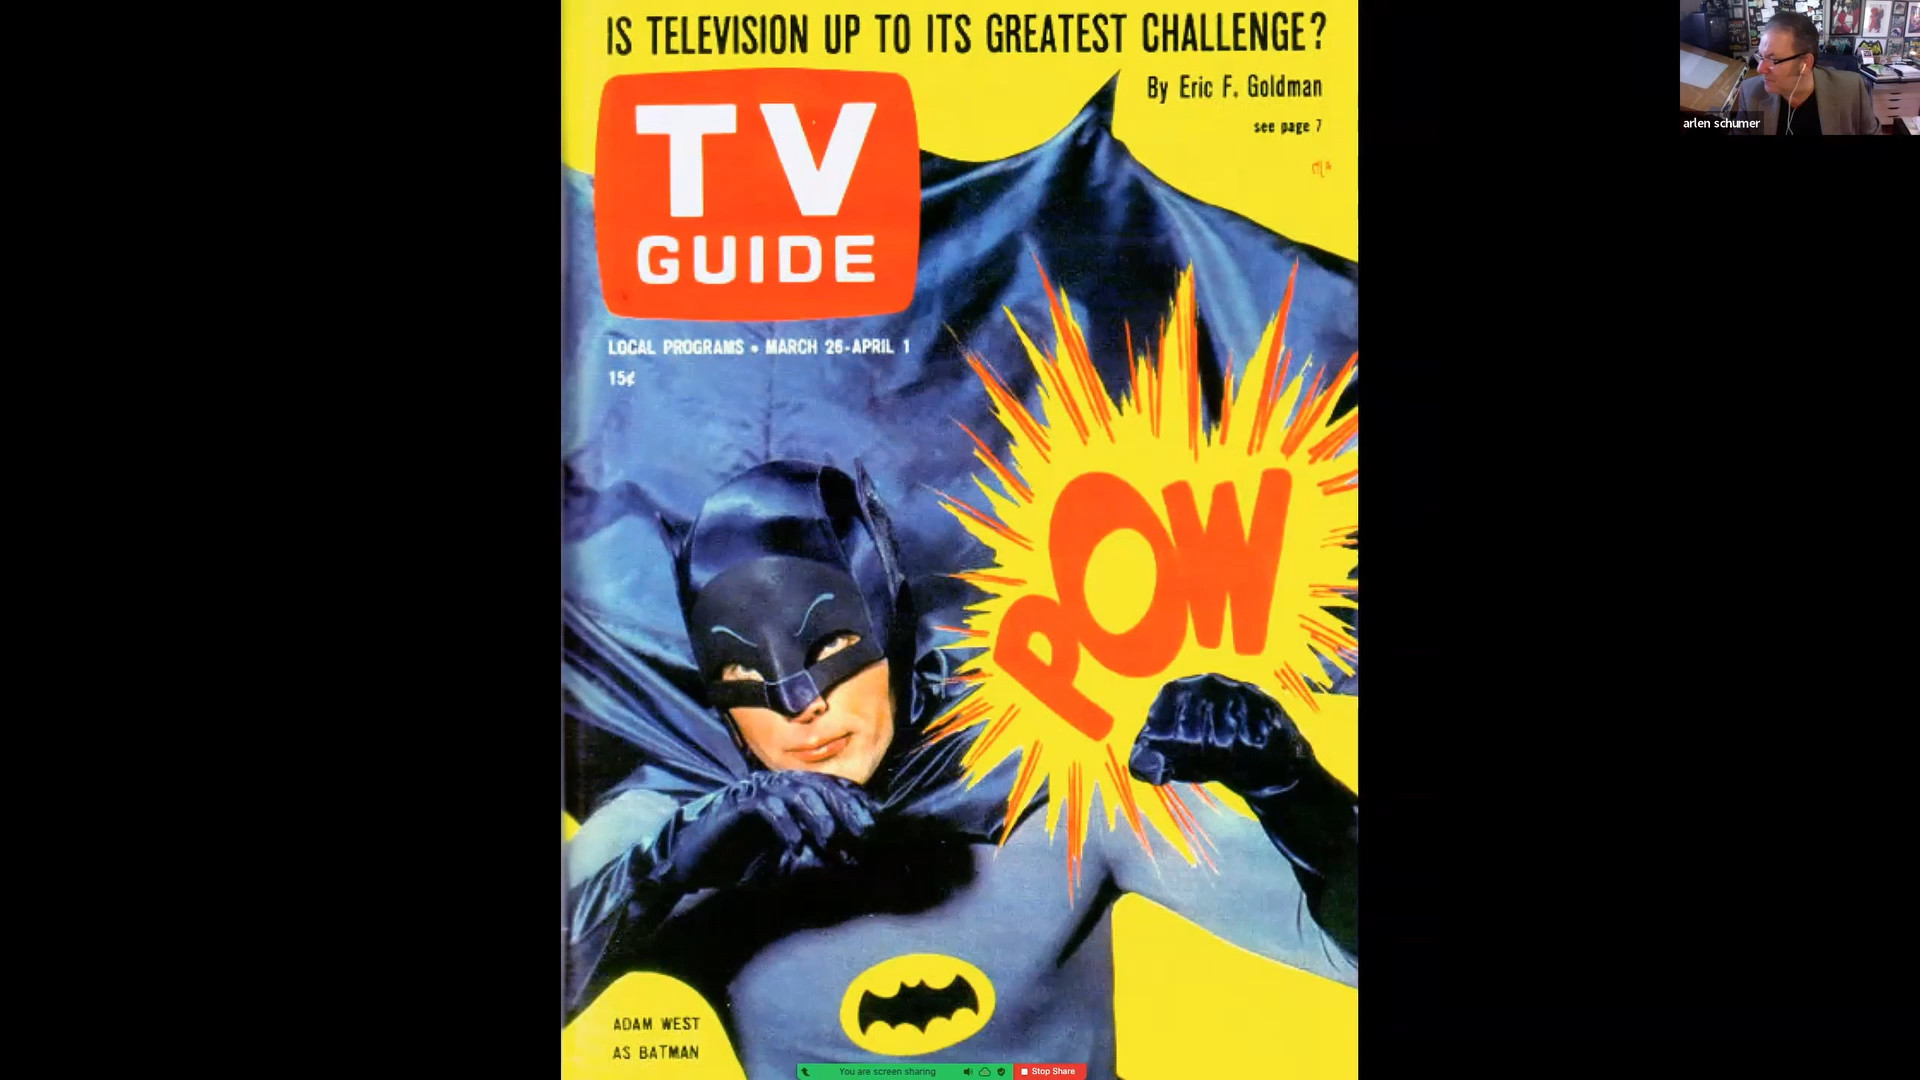 IS TELEVISION UP TO ITS GREATEST CHALLENGE?
By Eric F. Goldman
see page 7
TV
GUIDE
LOCAL PROGRAMS • MARCH 26-APRIL 1
15¢
POW
ADAM WEST
AS BATMAN
arlen schumer
You are screen sharing
Stop Share